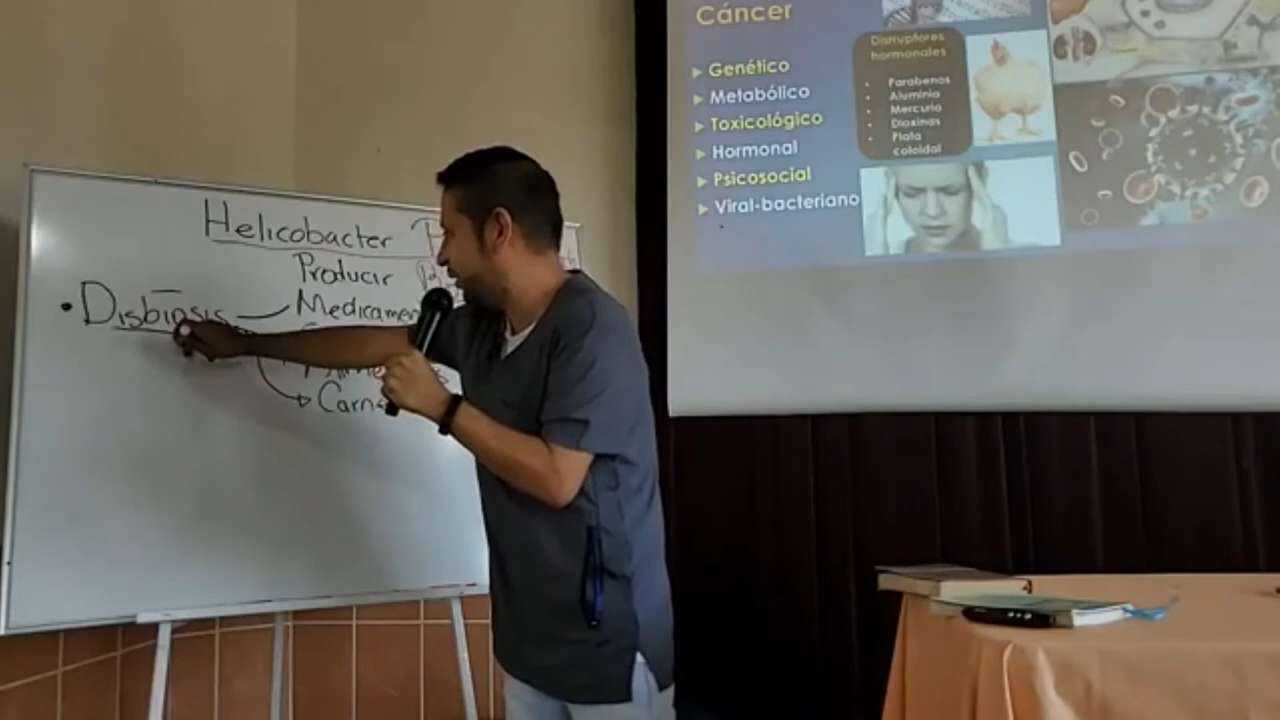 Helicobacter
Producir
• Disbiosis — Medicamen
Carne
Cáncer
Genético
Metabólico
Toxicológico
Hormonal
Psicosocial
Viral-bacteriano
Disruptores
hormonales
• Parabenos
• Aluminio
• Mercurio
• Dioxinas
• Plata
coloidal